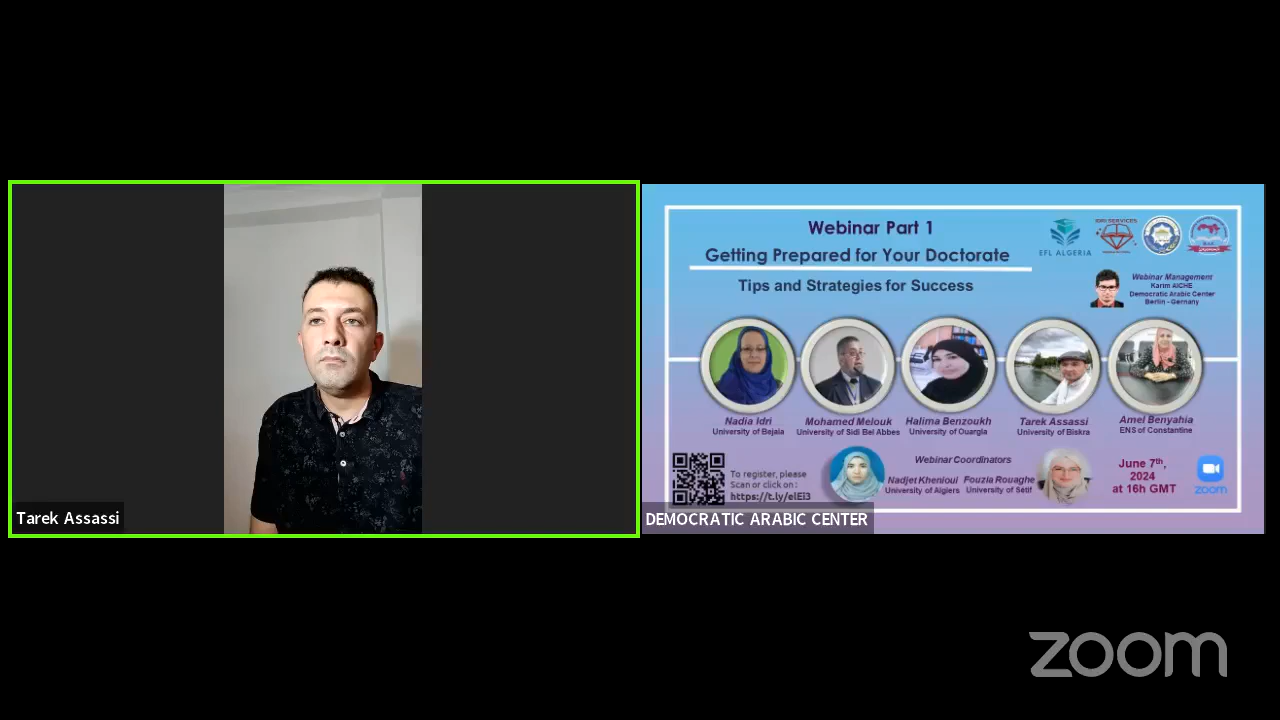 Tarek Assassi
Webinar Part 1
Getting Prepared for Your Doctorate
Tips and Strategies for Success
EFL ALGERIA
IDRI SERVICES
Webinar Management
Karim AICHE
Democratic Arabic Center
Berlin - Germany
Nadia Idri
University of Bejaia
Mohamed Melouk
University of Sidi Bel Abbes
Halima Benzoukh
University of Ouargla
Tarek Assassi
University of Biskra
Amel Benyahia
ENS of Constantine
To register, please
Scan or click on :
https://t.ly/elEi3
Webinar Coordinators
Nadjet Khenioui
University of Algiers
Fouzia Rouaghe
University of Setif
June 7th,
2024
at 16h GMT
zoom
DEMOCRATIC ARABIC CENTER
zoom